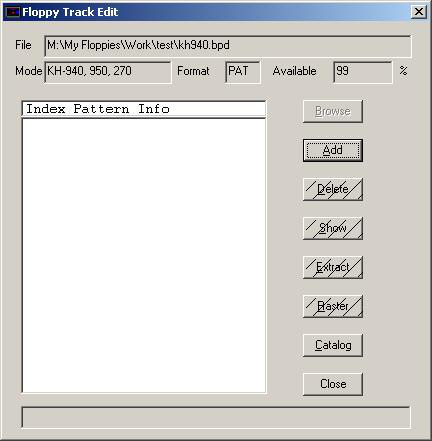 Floppy Track Edit
File M:\My Floppies\Work\test\kh940.bpd
Mode KH-940, 950, 270 Format PAT Available 99 %
Index Pattern Info
Browse
Add
Delete
Show
Extract
Raster
Catalog
Close